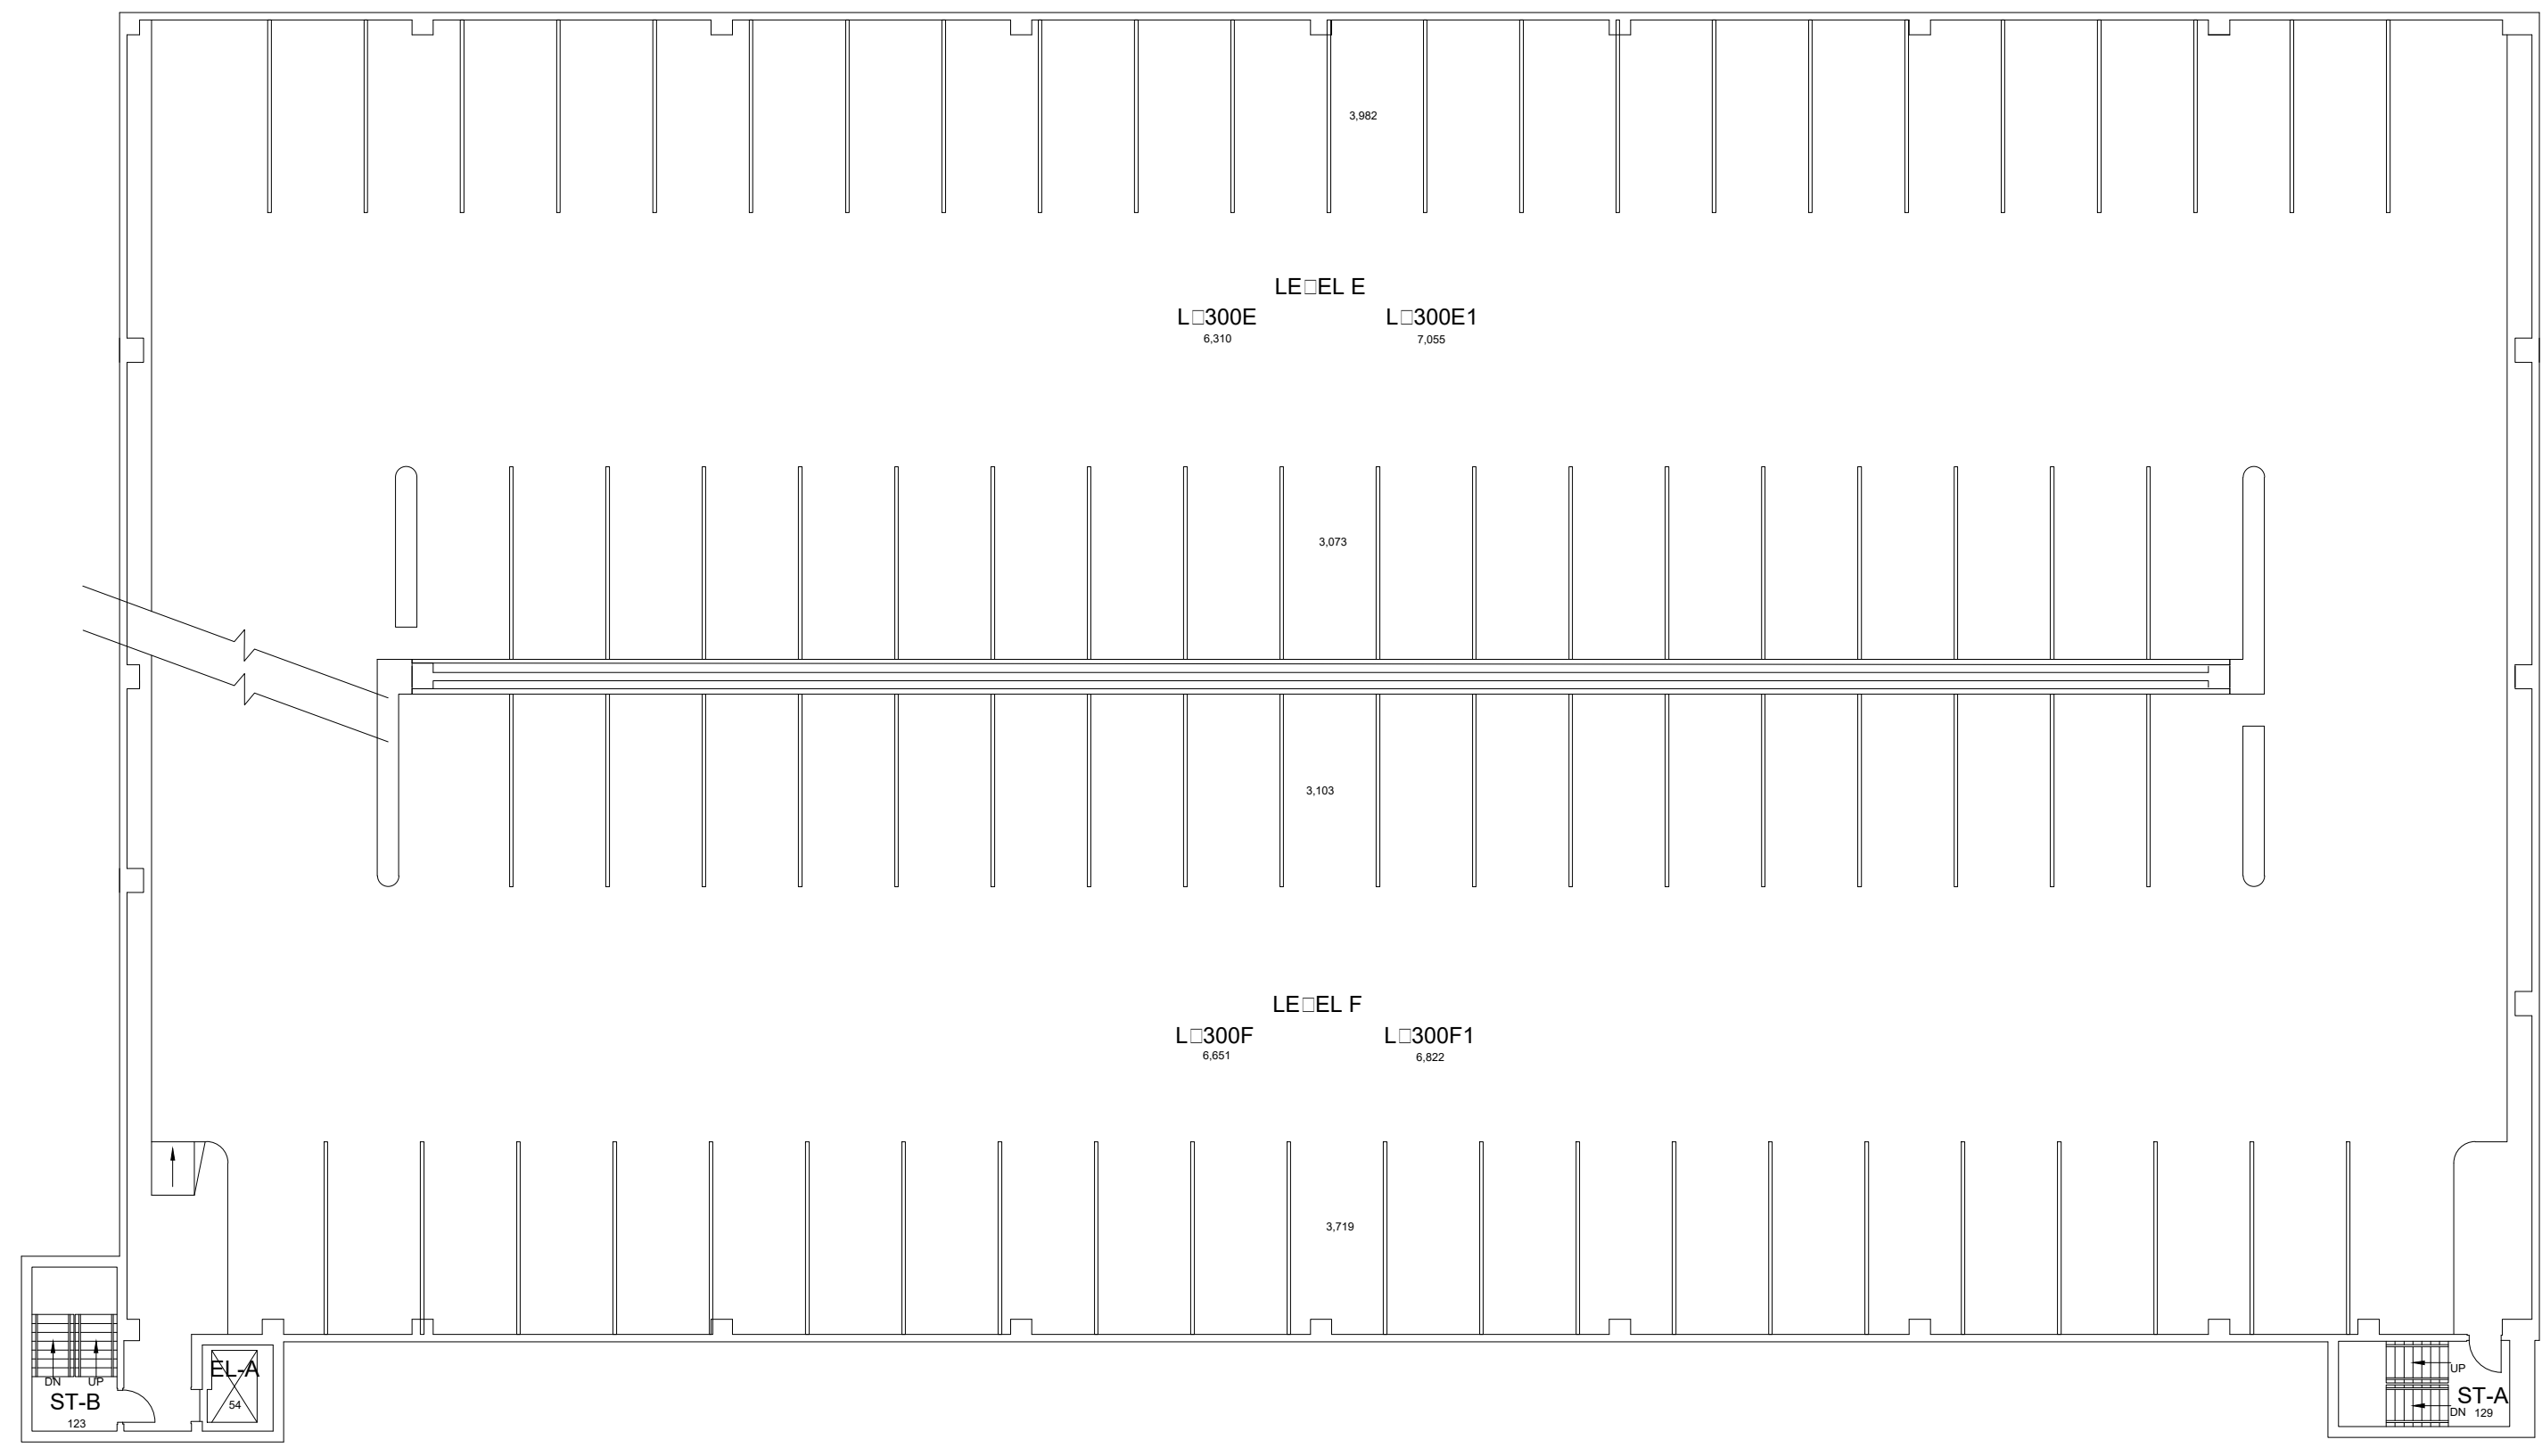 3,982
LE□EL E
L□300E L□300E1
6,310 7,055
3,073
3,103
LE□EL F
L□300F L□300F1
6,651 6,822
3,719
EL-A
54
DN UP
ST-B
123
UP
ST-A
DN 129